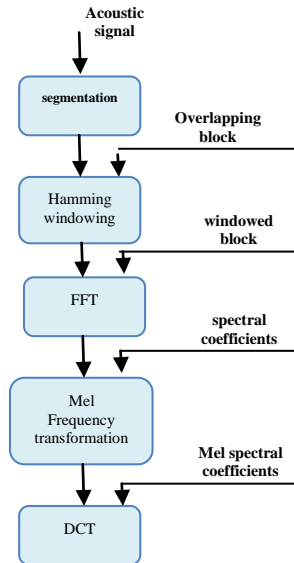 Acoustic
signal
segmentation
Overlapping
block
Hamming
windowing
windowed
block
FFT
spectral
coefficients
Mel
Frequency
transformation
Mel spectral
coefficients
DCT